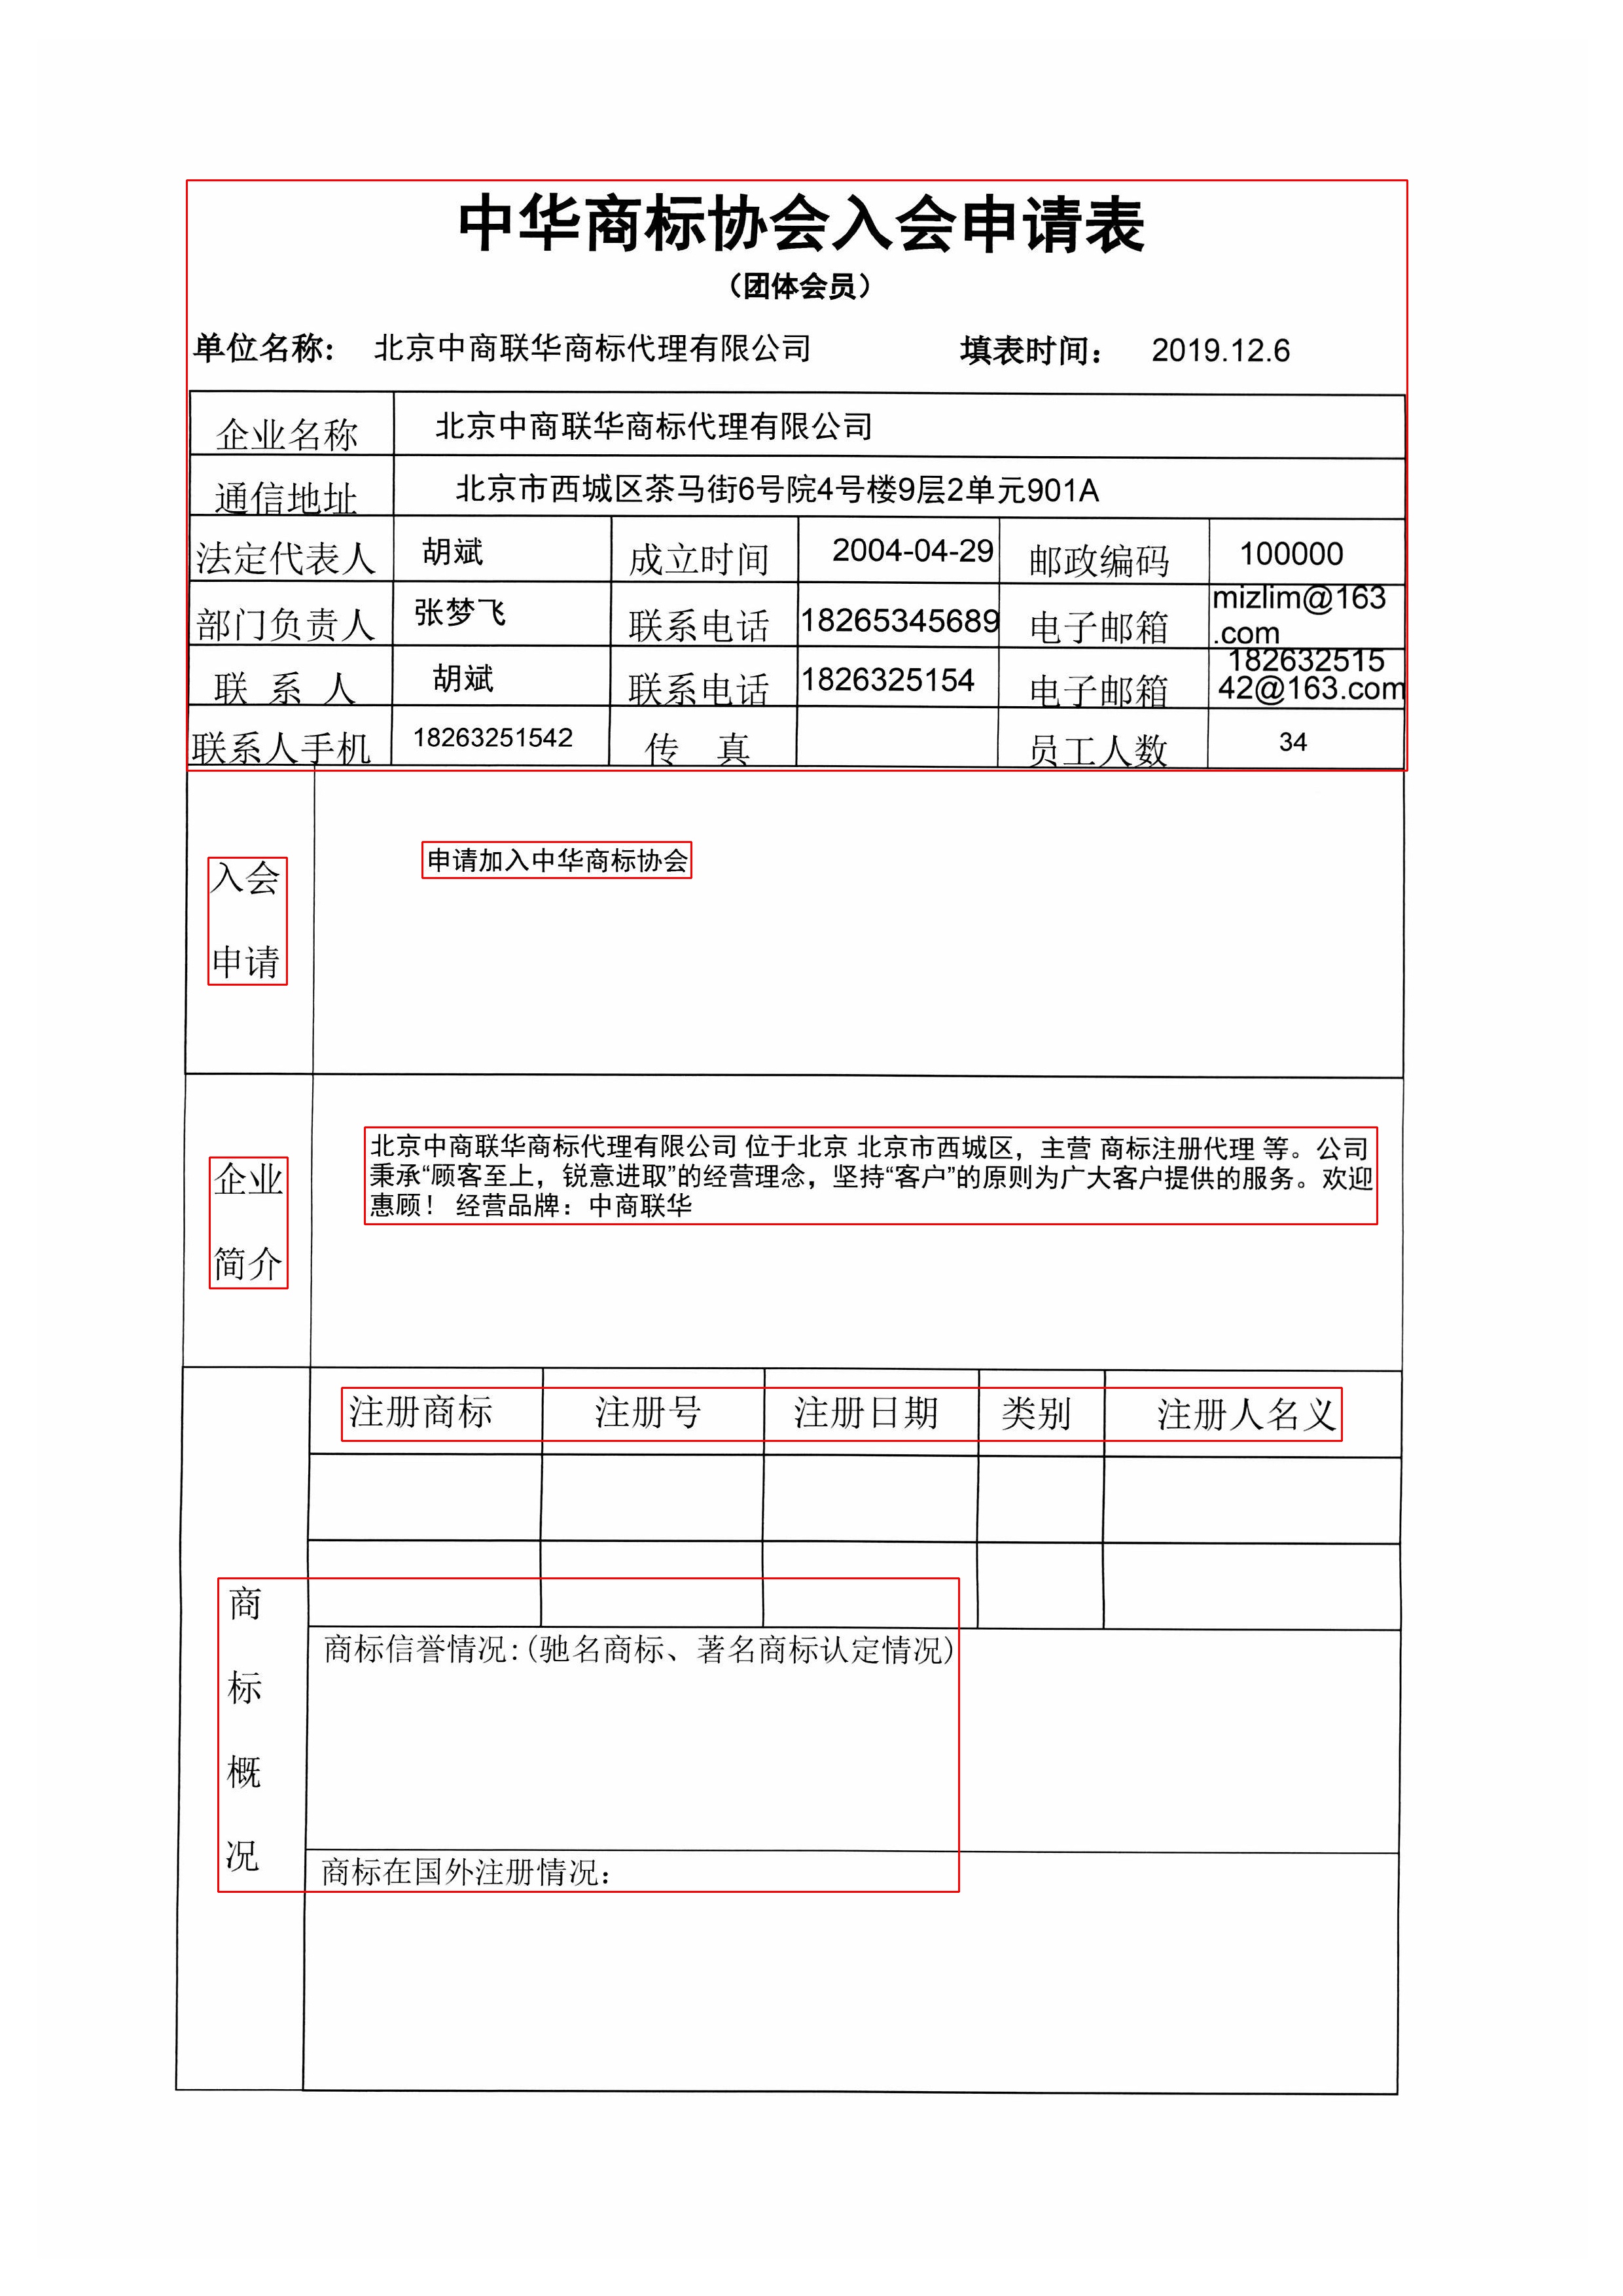 中华商标协会入会申请表
（团体会员）
单位名称： 北京中商联华商标代理有限公司 填表时间： 2019.12.6
企业名称 北京中商联华商标代理有限公司
通信地址 北京市西城区茶马街6号院4号楼9层2单元901A
法定代表人 胡斌 成立时间 2004-04-29 邮政编码 100000
部门负责人 张梦飞 联系电话 18265345689 电子邮箱 mizlim@163
.com
联 系 人 胡斌 联系电话 1826325154 电子邮箱 182632515
42@163.com
联系人手机 18263251542 传 真 员工人数 34
入会
申请
申请加入中华商标协会
企业
简介
北京中商联华商标代理有限公司 位于北京 北京市西城区，主营 商标注册代理 等。公司
秉承“顾客至上，锐意进取”的经营理念，坚持“客户”的原则为广大客户提供的服务。欢迎
惠顾！ 经营品牌：中商联华
注册商标 注册号 注册日期 类别 注册人名义
商
标
概
况
商标信誉情况:(驰名商标、著名商标认定情况)
商标在国外注册情况：